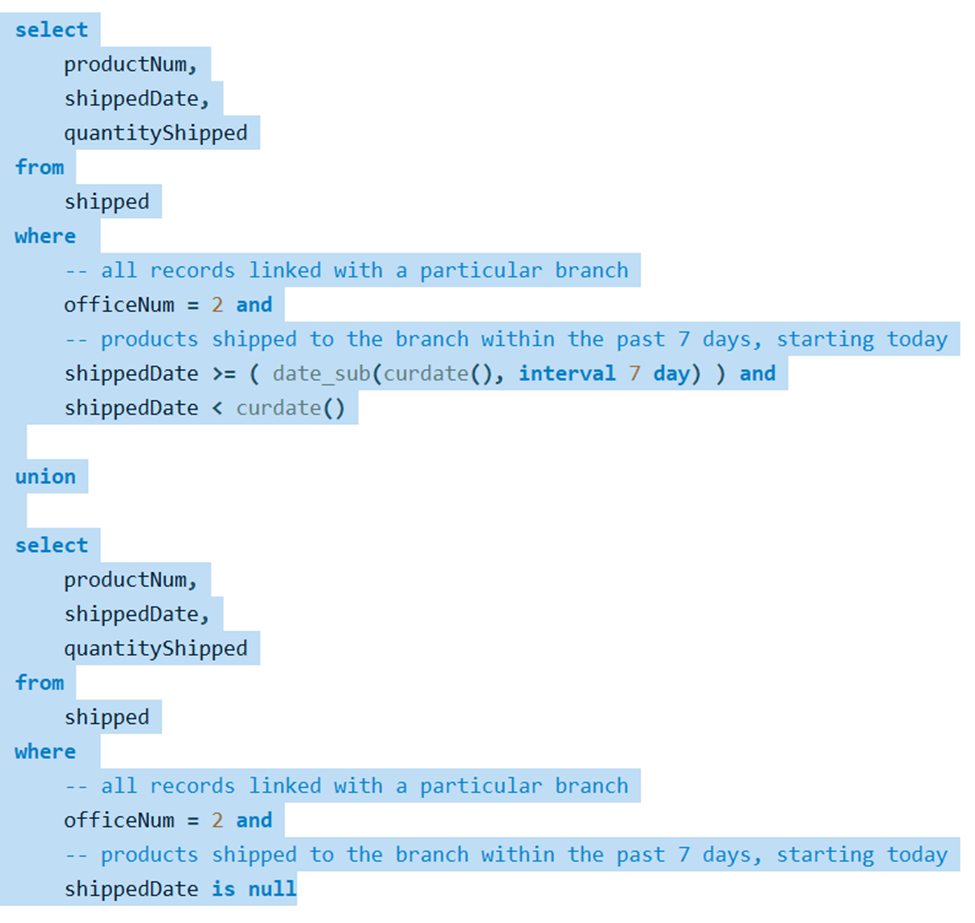 select
    productNum,
    shippedDate,
    quantityShipped
from
    shipped
where
    -- all records linked with a particular branch
    officeNum = 2 and
    -- products shipped to the branch within the past 7 days, starting today
    shippedDate >= ( date_sub(curdate(), interval 7 day) ) and
    shippedDate < curdate()

union

select
    productNum,
    shippedDate,
    quantityShipped
from
    shipped
where
    -- all records linked with a particular branch
    officeNum = 2 and
    -- products shipped to the branch within the past 7 days, starting today
    shippedDate is null